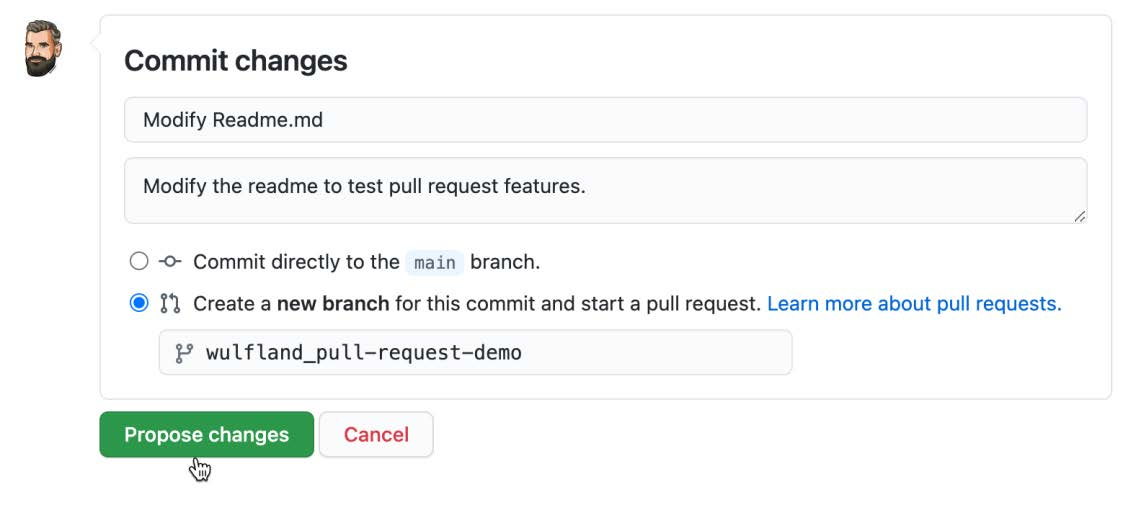 Commit changes
Modify Readme.md
Modify the readme to test pull request features.
Commit directly to the main branch.
Create a new branch for this commit and start a pull request. Learn more about pull requests.
wulfland_pull-request-demo
Propose changes Cancel